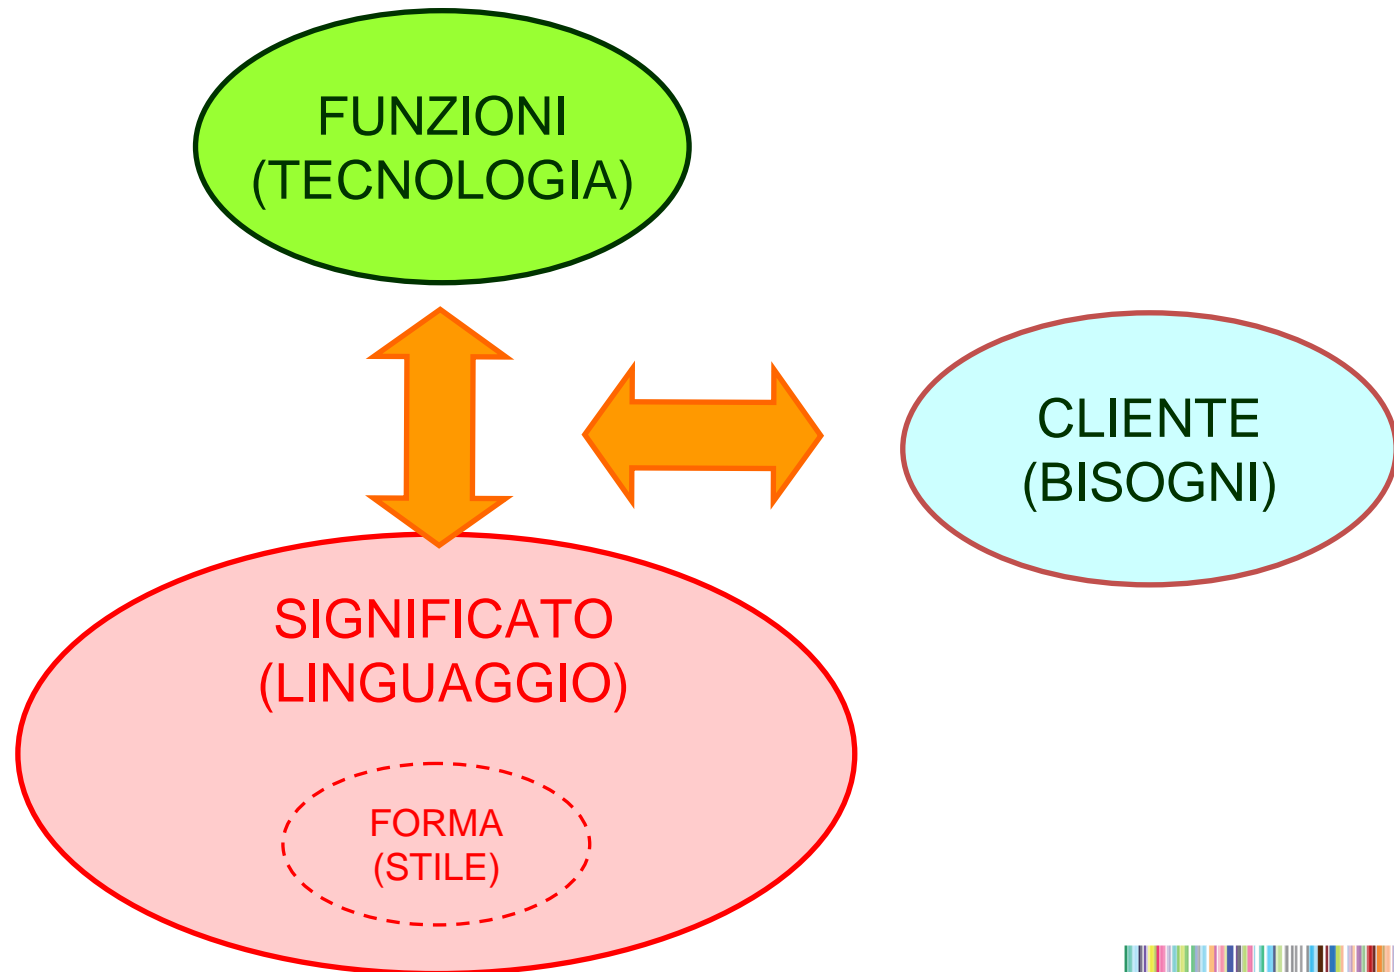 FUNZIONI
(TECNOLOGIA)
CLIENTE
(BISOGNI)
SIGNIFICATO
(LINGUAGGIO)
FORMA
(STILE)